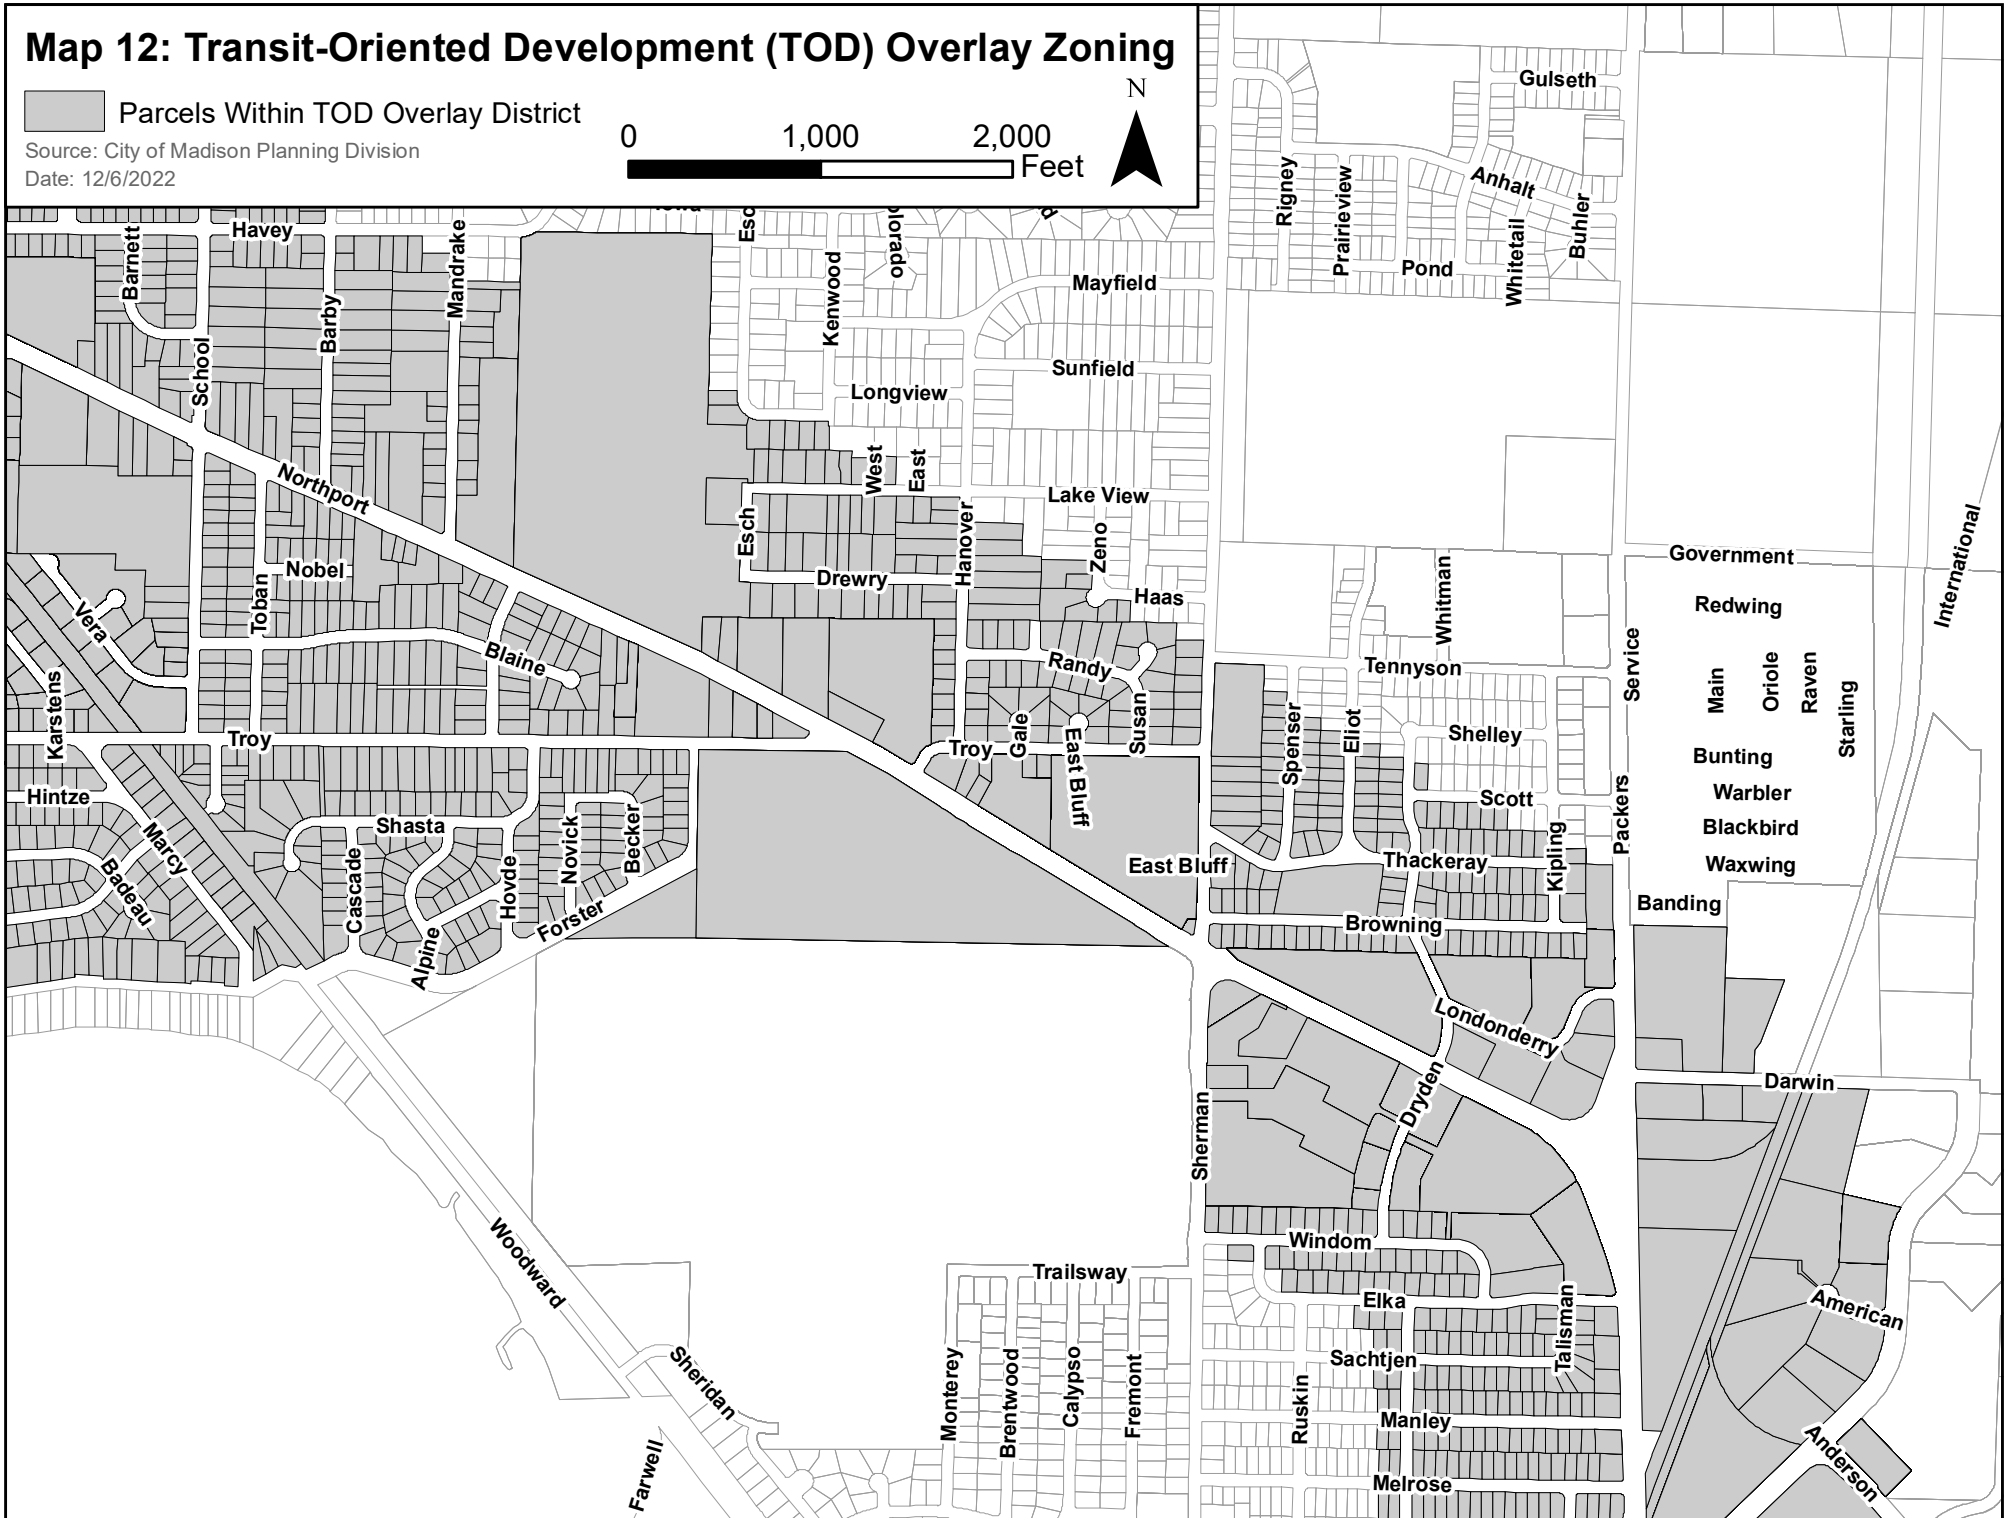 Map 12: Transit-Oriented Development (TOD) Overlay Zoning
Parcels Within TOD Overlay District
Source: City of Madison Planning Division
Date: 12/6/2022
0 1,000 2,000
Feet
N
Gulseth
Anhalt
Rigney
Prairieview
Buhler
Whitetail
Pond
Barnett
Havey
Mandrake
Esc
olorado
Kenwood
Mayfield
Barby
School
Sunfield
Longview
West
East
Lake View
Northport
Esch
Hanover
Zeno
Drewry
Haas
Nobel
Toban
Vera
Blaine
Randy
Susan
Gale
Troy
East Bluff
Karstens
Troy
Government
International
Redwing
Whitman
Service
Tennyson
Main
Oriole
Raven
Starling
Spenser
Eliot
Shelley
Bunting
Warbler
Scott
Packers
Blackbird
Waxwing
Banding
Thackeray
Kipling
East Bluff
Browning
Hintze
Marcy
Badeau
Shasta
Cascade
Alpine
Hovde
Novick
Becker
Forster
Londonderry
Darwin
Dryden
Sherman
Windom
Woodward
Trailsway
Elka
Talisman
American
Sachtjen
Sheridan
Monterey
Brentwood
Calypso
Fremont
Ruskin
Manley
Melrose
Anderson
Farwell